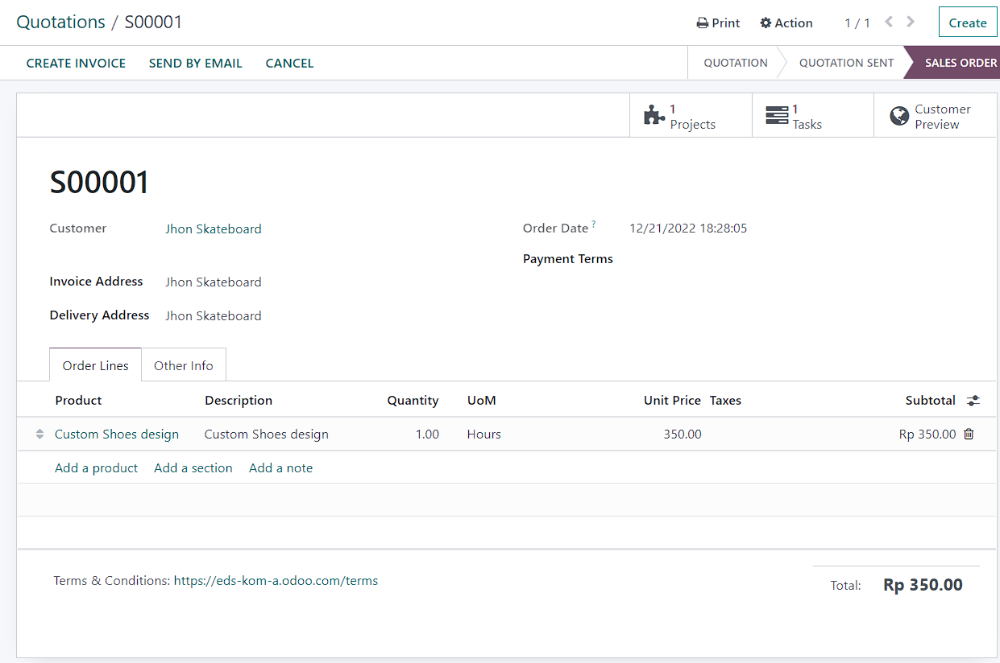 Quotations / S00001
Print
Action
1 / 1
Create
CREATE INVOICE
SEND BY EMAIL
CANCEL
QUOTATION
QUOTATION SENT
SALES ORDER
1
Projects
1
Tasks
Customer
Preview
S00001
Customer Jhon Skateboard
Order Date ? 12/21/2022 18:28:05
Payment Terms
Invoice Address Jhon Skateboard
Delivery Address Jhon Skateboard
Order Lines
Other Info
Product Description Quantity UoM Unit Price Taxes Subtotal
Custom Shoes design Custom Shoes design 1.00 Hours 350.00 Rp 350.00
Add a product Add a section Add a note
Terms & Conditions: https://eds-kom-a.odoo.com/terms
Total: Rp 350.00